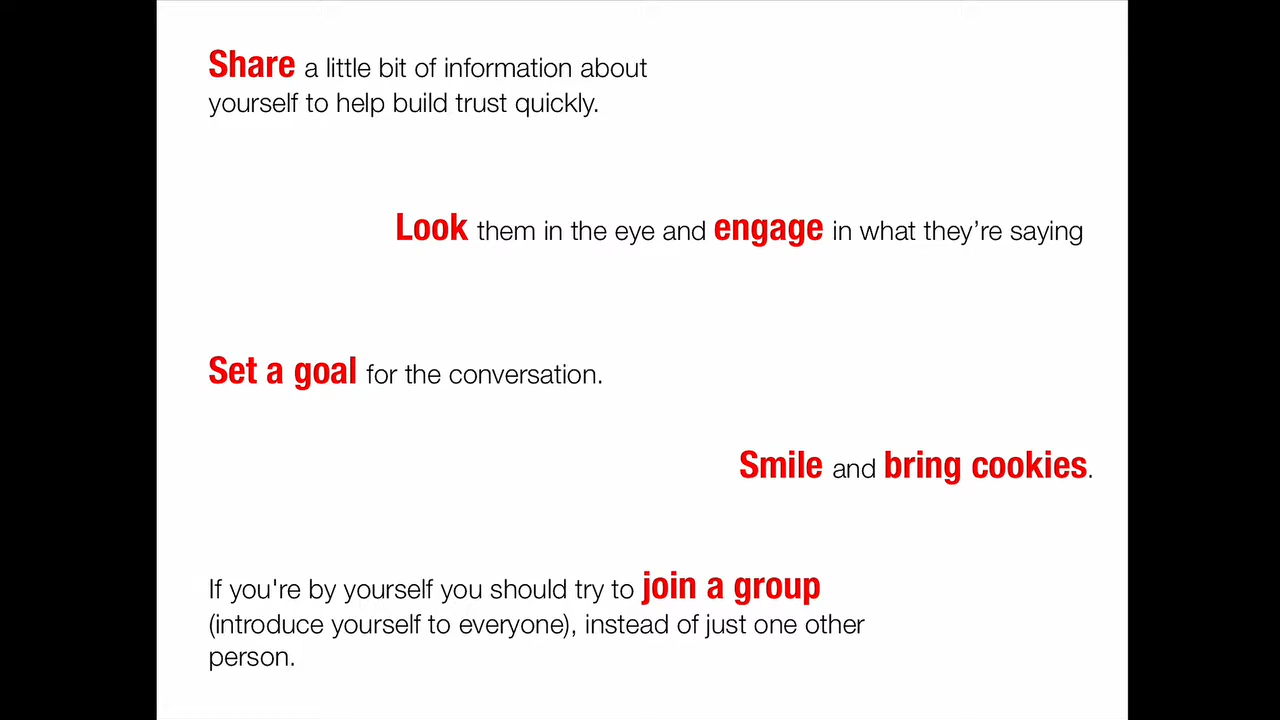 Share a little bit of information about
yourself to help build trust quickly.
Look them in the eye and engage in what they’re saying
Set a goal for the conversation.
Smile and bring cookies.
If you're by yourself you should try to join a group
(introduce yourself to everyone), instead of just one other
person.